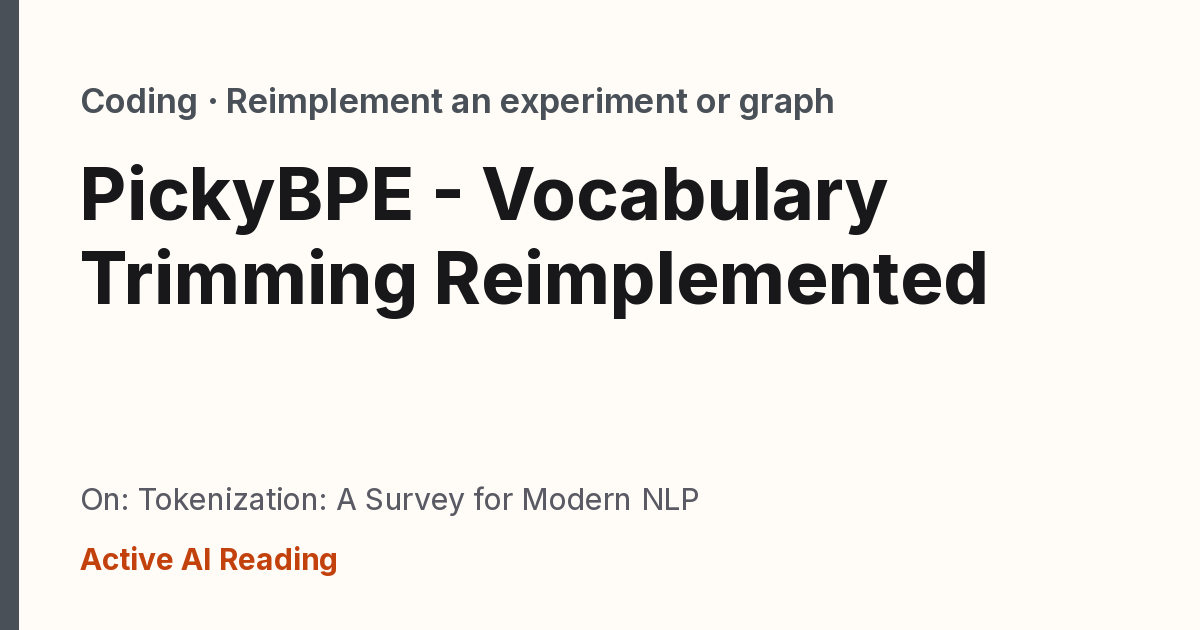 Coding · Reimplement an experiment or graph
PickyBPE - Vocabulary
Trimming Reimplemented
On: Tokenization: A Survey for Modern NLP
Active AI Reading